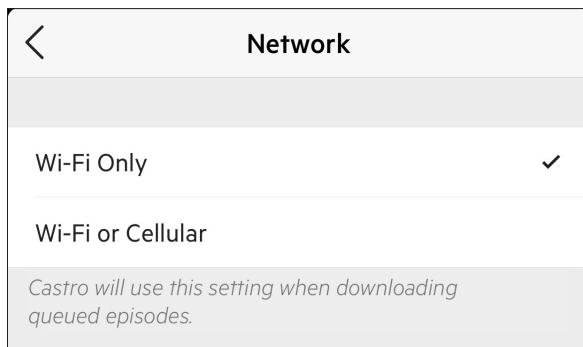 Network
Wi-Fi Only
Wi-Fi or Cellular
Castro will use this setting when downloading
queued episodes.